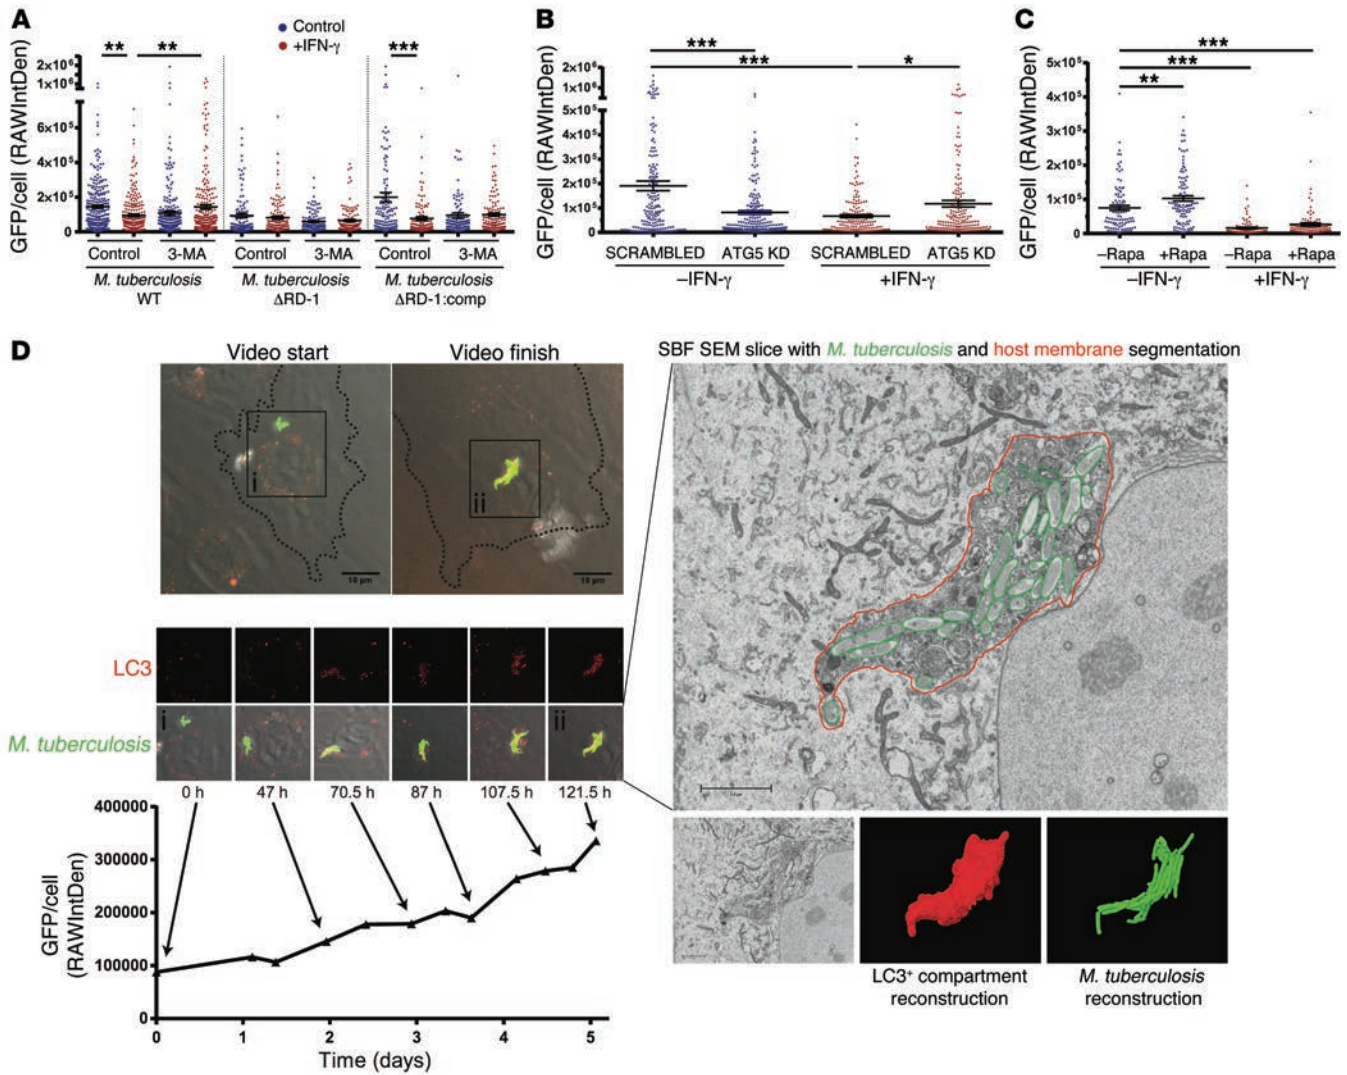 A
Control
+IFN-γ
** ** ***
GFP/cell (RAWIntDen)
2×10⁶
1×10⁶
6×10⁵
4×10⁵
2×10⁵
0
Control 3-MA Control 3-MA Control 3-MA
M. tuberculosis M. tuberculosis M. tuberculosis
WT ΔRD-1 ΔRD-1:comp
B
***
*** *
GFP/cell (RAWIntDen)
2×10⁶
1×10⁶
5×10⁵
4×10⁵
3×10⁵
2×10⁵
1×10⁵
0
SCRAMBLED ATG5 KD SCRAMBLED ATG5 KD
–IFN-γ +IFN-γ
C
***
***
**
GFP/cell (RAWIntDen)
5×10⁵
4×10⁵
3×10⁵
2×10⁵
1×10⁵
0
–Rapa +Rapa –Rapa +Rapa
–IFN-γ +IFN-γ
D
Video start Video finish
i
ii
10 µm 10 µm
LC3
M. tuberculosis
i ii
0 h 47 h 70.5 h 87 h 107.5 h 121.5 h
GFP/cell
(RAWIntDen)
400000
300000
200000
100000
0
0 1 2 3 4 5
Time (days)
SBF SEM slice with M. tuberculosis and host membrane segmentation
LC3⁺ compartment
reconstruction
M. tuberculosis
reconstruction